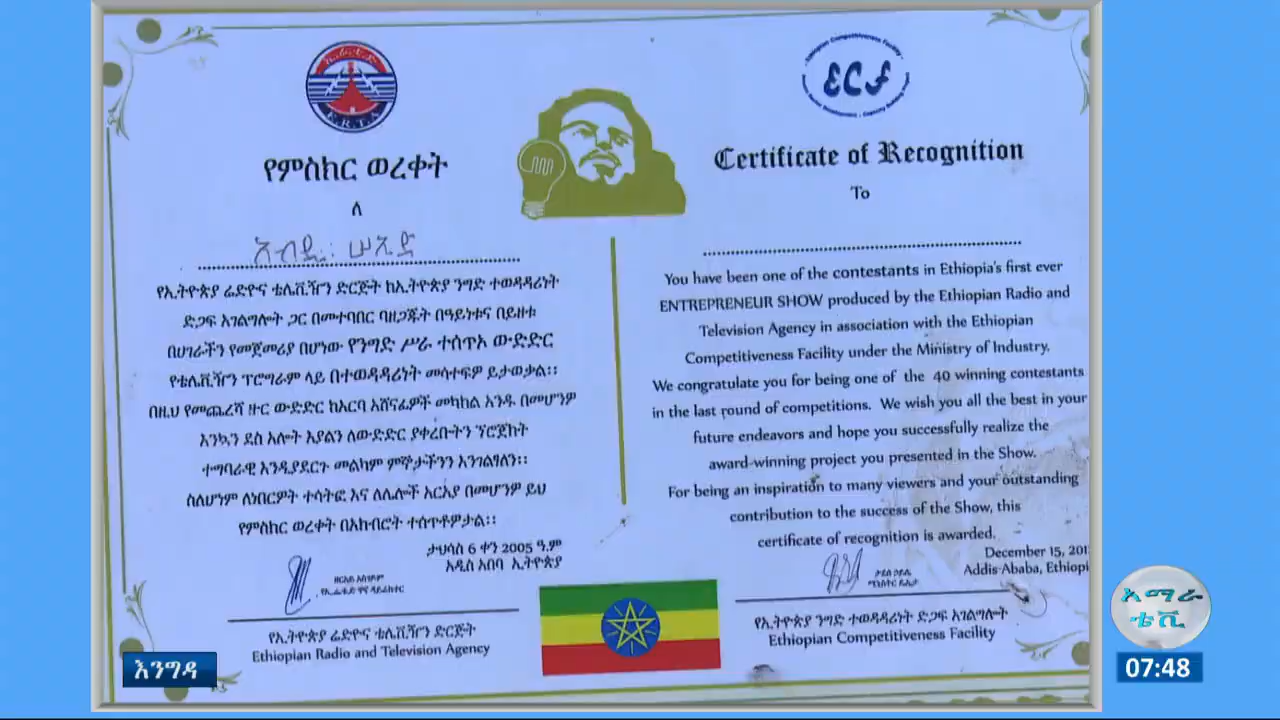 የምስክር ወረቀት
ለ
አብዱ ሠኢድ
የኢትዮጵያ ሬድዮና ቴሌቪዥን ድርጅት ከኢትዮጵያ ንግድ ተወዳዳሪነት
ድጋፍ አገልግሎት ጋር በመተባበር ባዘጋጁት በዓይነቱና በይዘቱ
በሀገራችን የመጀመሪያ በሆነው የንግድ ሥራ ተሰጥኦ ውድድር
የቴሌቪዥን ፕሮግራም ላይ በተወዳዳሪነት መሳተፍዎ ይታወቃል፡፡
በዚህ የመጨረሻ ዙር ውድድር ከአርባ አሸናፊዎች መካከል አንዱ በመሆንዎ
እንኳን ደስ አሎት እያልን ለውድድር ያቀረቡትን ኘሮጀክት
ተግባራዊ እንዲያደርጉ መልካም ምኞታችንን እንገልፃለን፡፡
ስለሆነም ለነበርዎት ተሳትፎ እና ለሌሎች አርአያ በመሆንዎ ይህ
የምስክር ወረቀት በአክብሮት ተሰጥቶዎታል፡፡
ታህሳስ 6 ቀን 2005 ዓ.ም
አዲስ አበባ ኢትዮጵያ
የኢትዮጵያ ሬድዮና ቴሌቪዥን ድርጅት
Ethiopian Radio and Television Agency
E.R.T.A
Ethiopian Competitiveness Facility
ECF
Certificate of Recognition
To
You have been one of the contestants in Ethiopia's first ever
ENTREPRENEUR SHOW produced by the Ethiopian Radio and
Television Agency in association with the Ethiopian
Competitiveness Facility under the Ministry of Industry.
We congratulate you for being one of the 40 winning contestants
in the last round of competitions. We wish you all the best in your
future endeavors and hope you successfully realize the
award-winning project you presented in the Show.
For being an inspiration to many viewers and your outstanding
contribution to the success of the Show, this
certificate of recognition is awarded.
December 15, 201
Addis-Ababa, Ethiopi
የኢትዮጵያ ንግድ ተወዳዳሪነት ድጋፍ አገልግሎት
Ethiopian Competitiveness Facility
እንግዳ
አማራ
ቴቪ
07:48